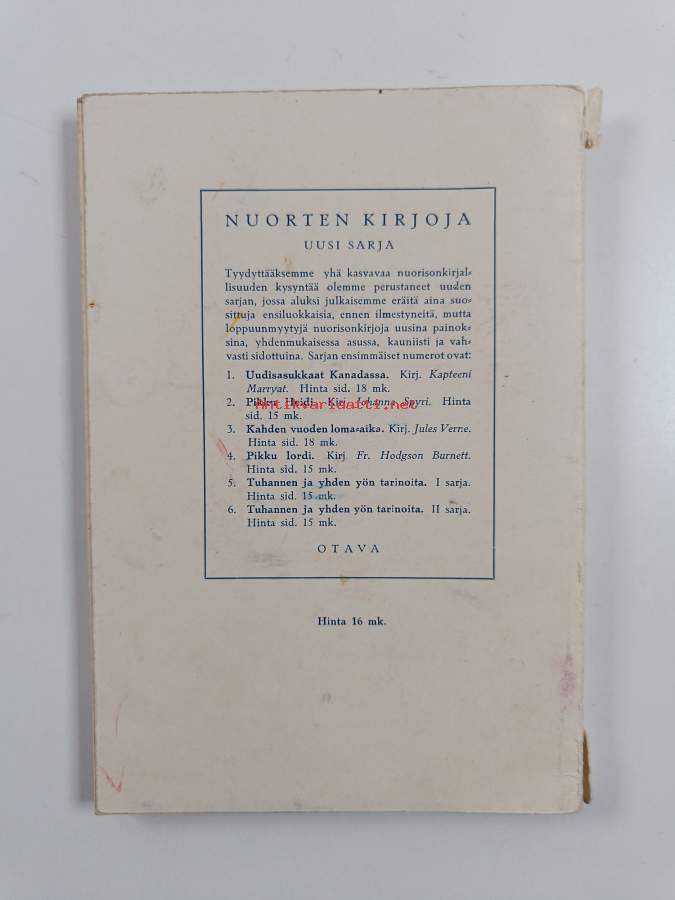 NUORTEN KIRJOJA
UUSI SARJA
Tyydyttääksemme yhä kasvavaa nuorisonkirjal-
lisuuden kysyntää olemme perustaneet uuden
sarjan, jossa aluksi julkaisemme eräitä aina suo-
sittuja ensiluokkaisia, ennen ilmestyneitä, mutta
loppuunmyytyjä nuorisonkirjoja uusina painok-
sina, yhdenmukaisessa asussa, kauniisti ja vah-
vasti sidottuina. Sarjan ensimmäiset numerot ovat:
1. Uudisasukkaat Kanadassa. Kirj. Kapteeni
Marryat. Hinta sid. 18 mk.
2. Pikku Heidi. Kirj. Johanna Spyri. Hinta
sid. 15 mk.
Antikvariaatti.net
3. Kahden vuoden loma-aika. Kirj. Jules Verne.
Hinta sid. 18 mk.
4. Pikku lordi. Kirj Fr. Hodgson Burnett.
Hinta sid. 15 mk.
5. Tuhannen ja yhden yön tarinoita. I sarja.
Hinta sid. 15 mk.
6. Tuhannen ja yhden yön tarinoita. II sarja.
Hinta sid. 15 mk.
OTAVA
Hinta 16 mk.